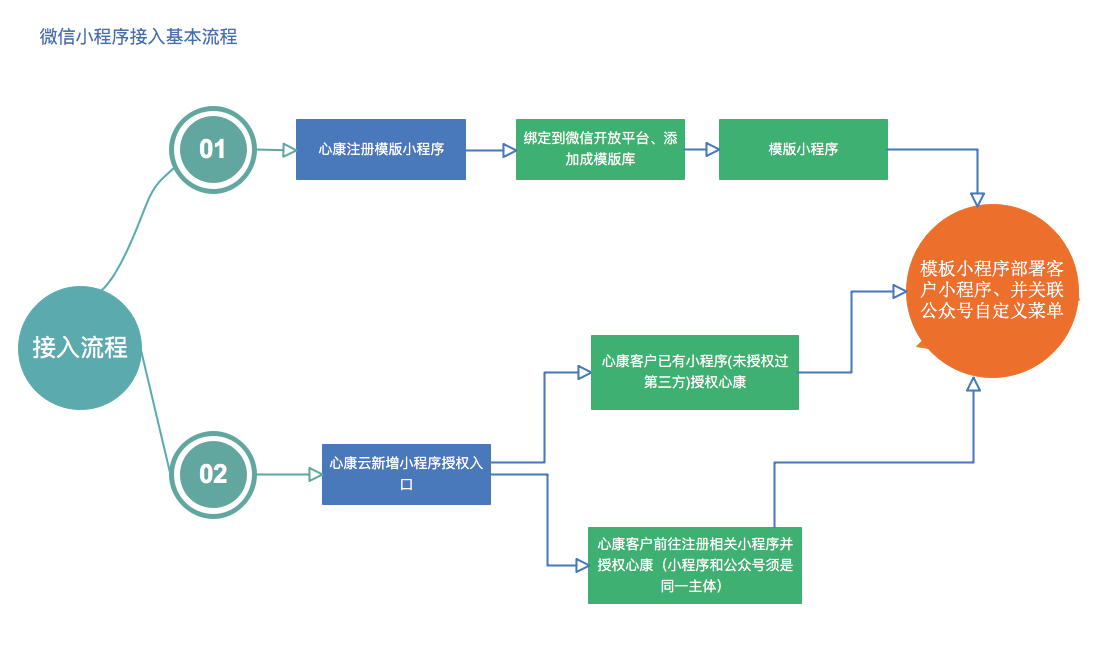 微信小程序接入基本流程
01
心康注册模版小程序
绑定到微信开放平台、添
加成模版库
模版小程序
模板小程序部署客
户小程序、并关联
公众号自定义菜单
接入流程
心康客户已有小程序(未授权过
第三方)授权心康
02
心康云新增小程序授权入
口
心康客户前往注册相关小程序并
授权心康（小程序和公众号须是
同一主体）